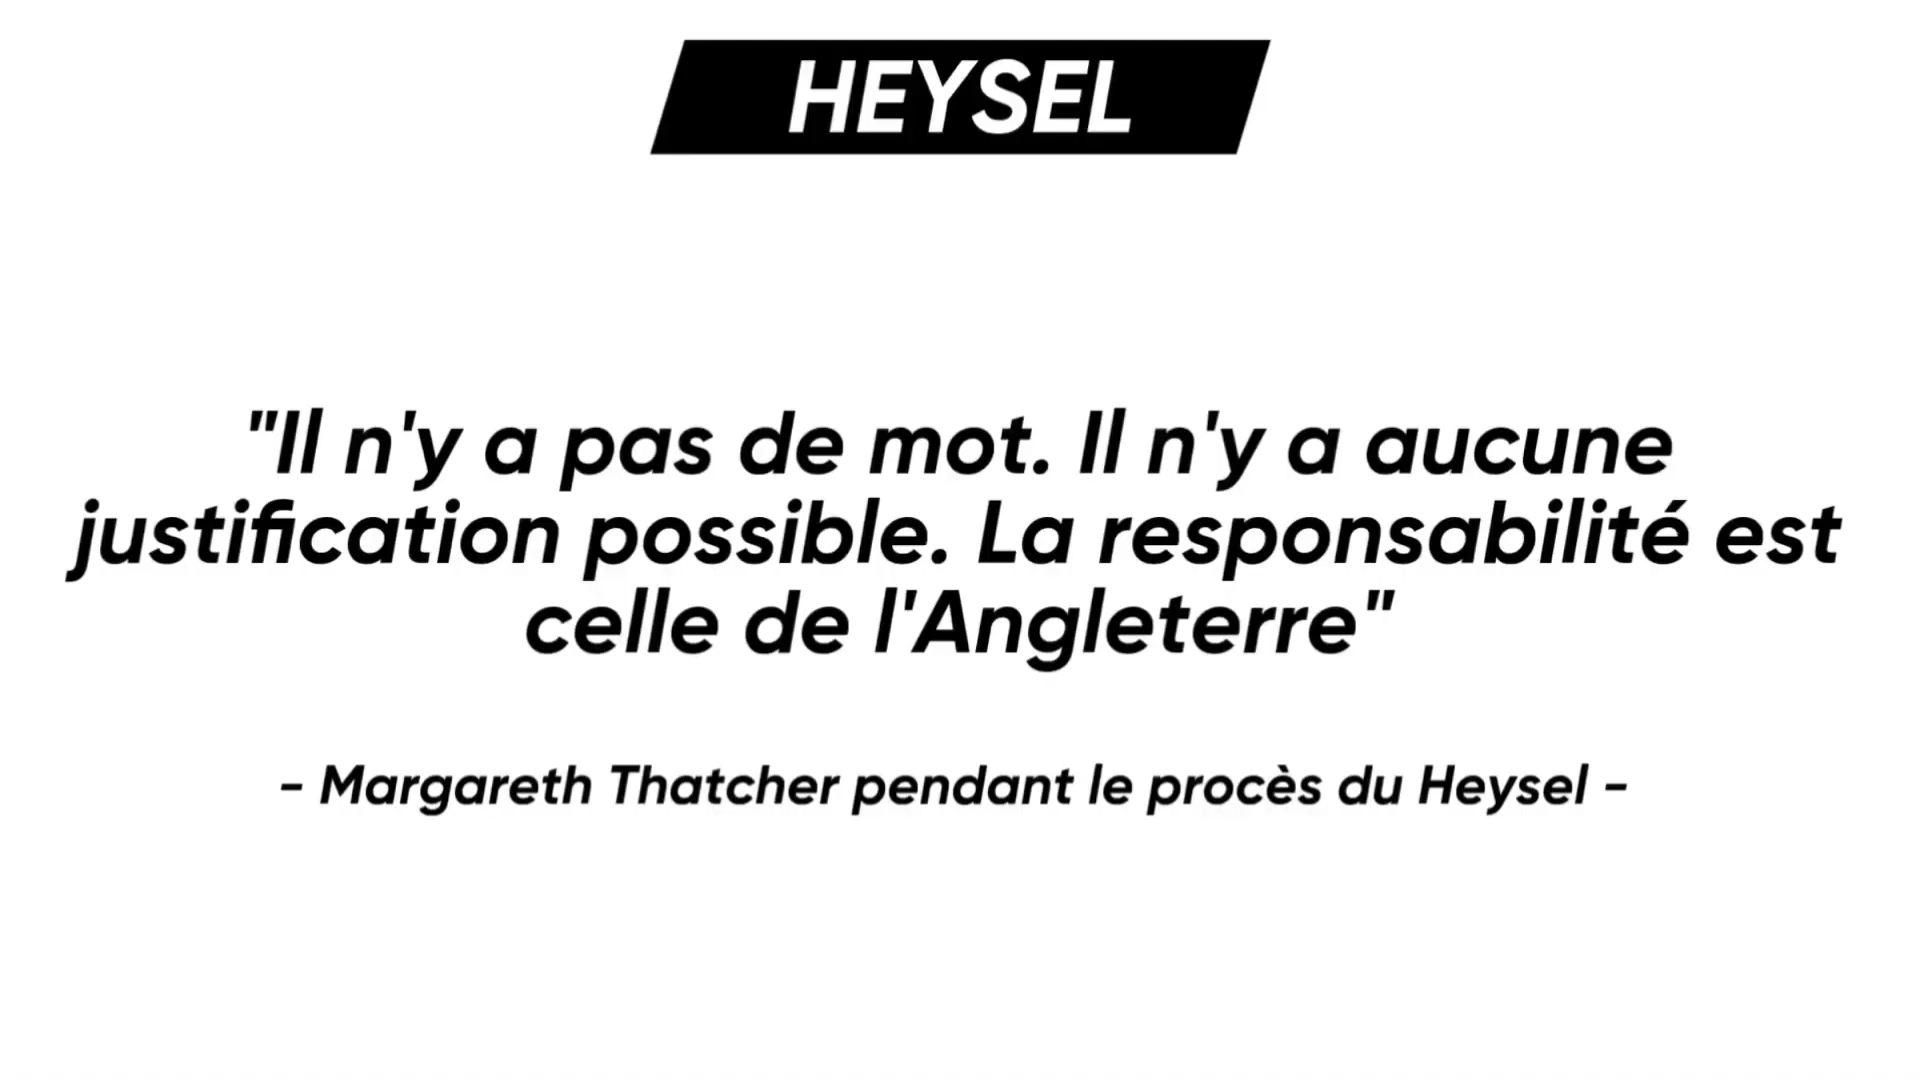 HEYSEL
"Il n'y a pas de mot. Il n'y a aucune
justification possible. La responsabilité est
celle de l'Angleterre"
- Margareth Thatcher pendant le procès du Heysel -